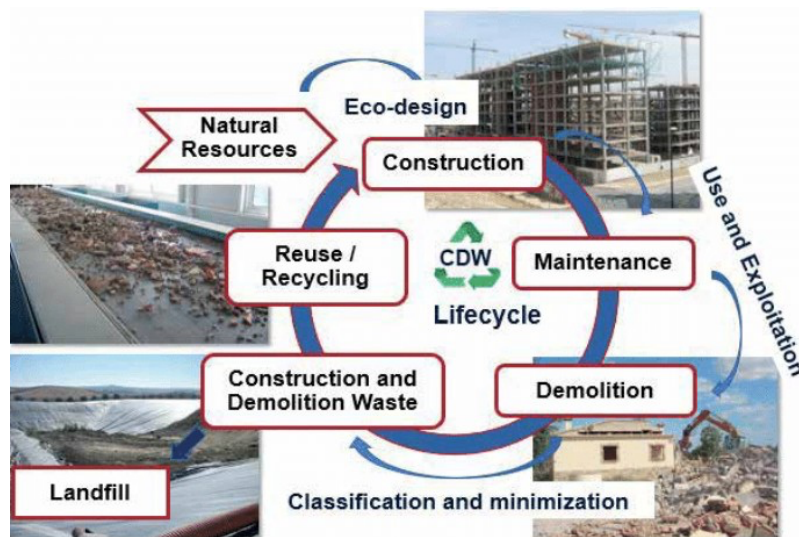 Eco-design
Natural
Resources
Construction
Use and Exploitation
Reuse /
Recycling
CDW
Lifecycle
Maintenance
Construction and
Demolition Waste
Demolition
Landfill
Classification and minimization